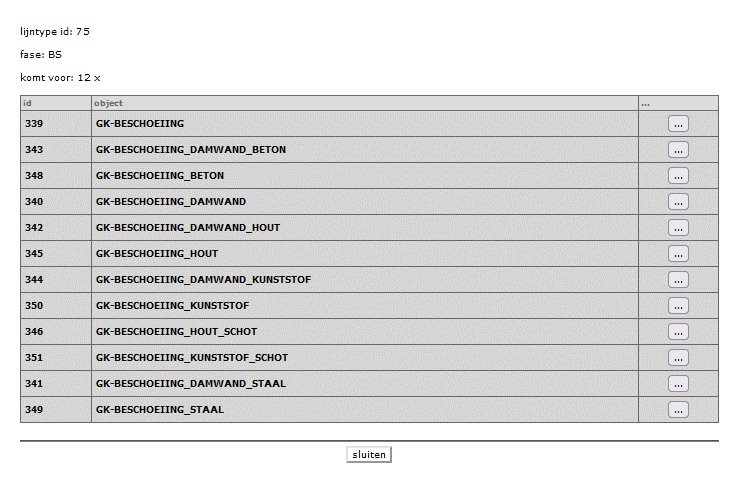 lijntype id: 75
fase: BS
komt voor: 12 x
id object ...
339 GK-BESCHOEIING ...
343 GK-BESCHOEIING_DAMWAND_BETON ...
348 GK-BESCHOEIING_BETON ...
340 GK-BESCHOEIING_DAMWAND ...
342 GK-BESCHOEIING_DAMWAND_HOUT ...
345 GK-BESCHOEIING_HOUT ...
344 GK-BESCHOEIING_DAMWAND_KUNSTSTOF ...
350 GK-BESCHOEIING_KUNSTSTOF ...
346 GK-BESCHOEIING_HOUT_SCHOT ...
351 GK-BESCHOEIING_KUNSTSTOF_SCHOT ...
341 GK-BESCHOEIING_DAMWAND_STAAL ...
349 GK-BESCHOEIING_STAAL ...
sluiten